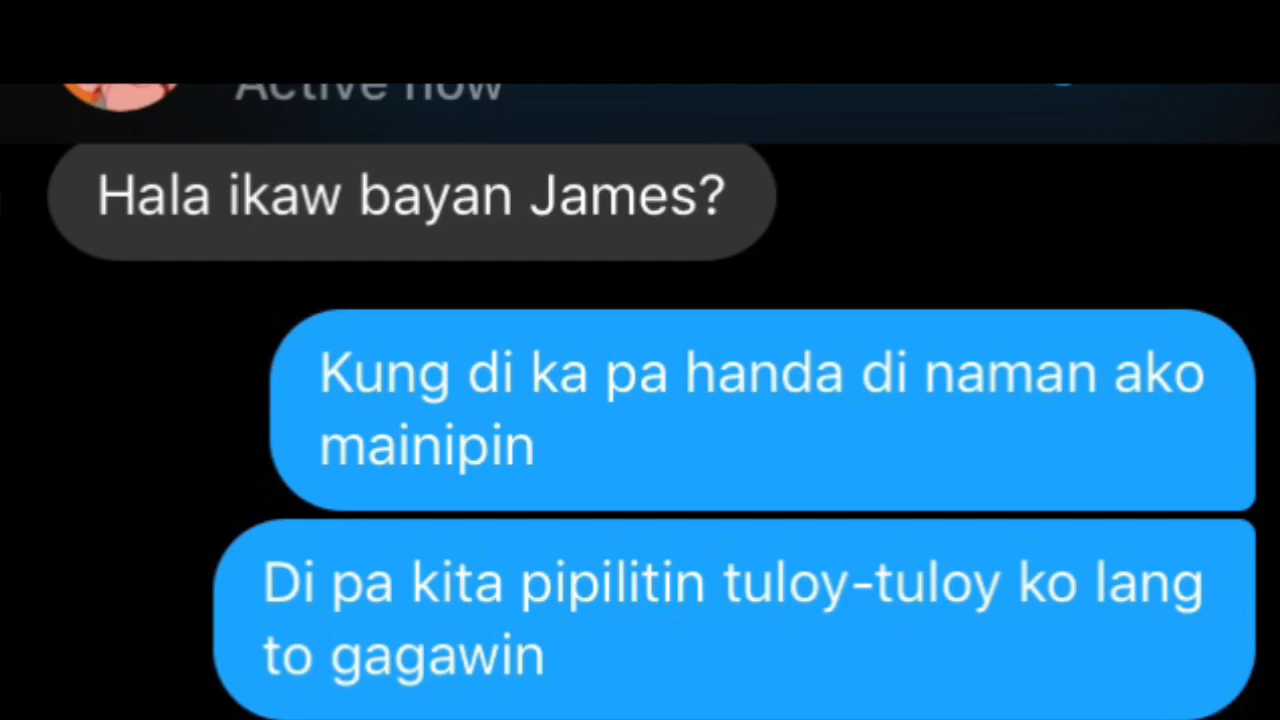 Active now
Hala ikaw bayan James?
Kung di ka pa handa di naman ako
mainipin
Di pa kita pipilitin tuloy-tuloy ko lang
to gagawin